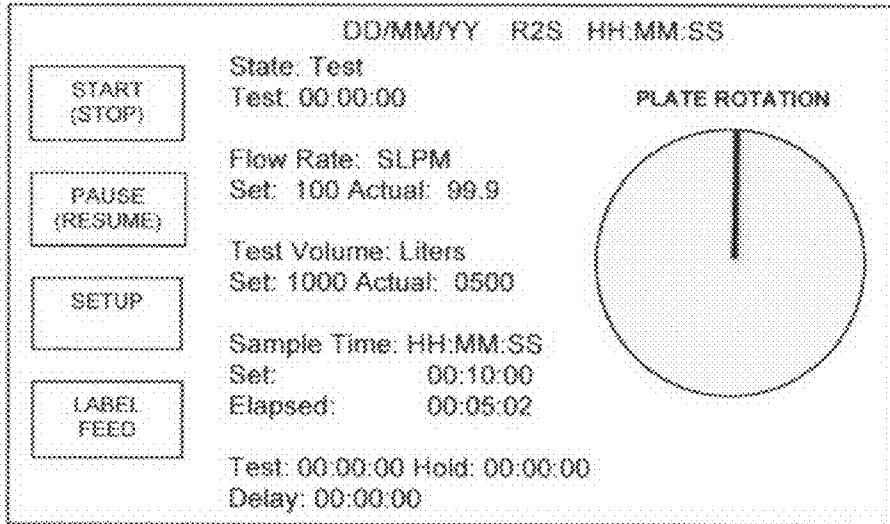 DD/MM/YY R2S HH:MM:SS
START
(STOP)
PAUSE
(RESUME)
SETUP
LABEL
FEED
State: Test
Test: 00:00:00
Flow Rate: SLPM
Set: 100 Actual: 99.9
Test Volume: Liters
Set: 1000 Actual: 0500
Sample Time: HH:MM:SS
Set: 00:10:00
Elapsed: 00:05:02
Test: 00:00:00 Hold: 00:00:00
Delay: 00:00:00
PLATE ROTATION